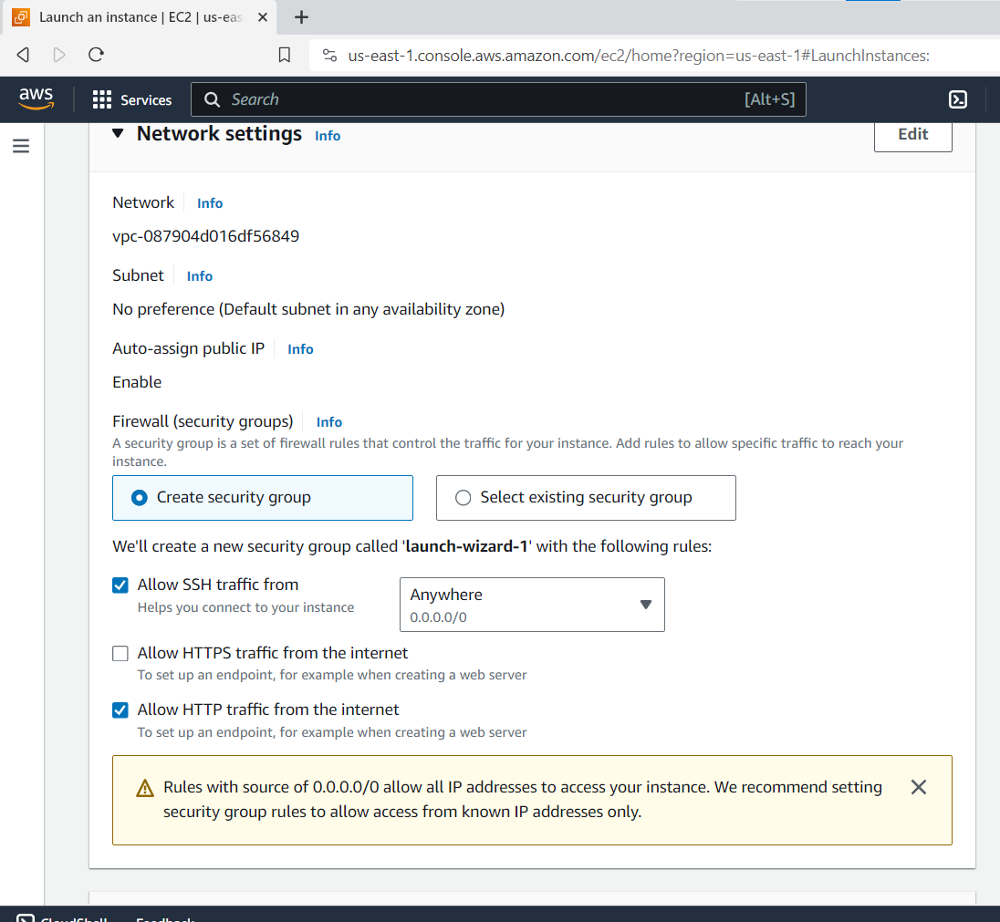 Launch an instance | EC2 | us-eas
us-east-1.console.aws.amazon.com/ec2/home?region=us-east-1#LaunchInstances:
aws Services Search [Alt+S]
Network settings Info Edit
Network Info
vpc-087904d016df56849
Subnet Info
No preference (Default subnet in any availability zone)
Auto-assign public IP Info
Enable
Firewall (security groups) Info
A security group is a set of firewall rules that control the traffic for your instance. Add rules to allow specific traffic to reach your
instance.
Create security group Select existing security group
We'll create a new security group called 'launch-wizard-1' with the following rules:
Allow SSH traffic from
Helps you connect to your instance
Anywhere
0.0.0.0/0
Allow HTTPS traffic from the internet
To set up an endpoint, for example when creating a web server
Allow HTTP traffic from the internet
To set up an endpoint, for example when creating a web server
Rules with source of 0.0.0.0/0 allow all IP addresses to access your instance. We recommend setting
security group rules to allow access from known IP addresses only.
CloudShell Feedback